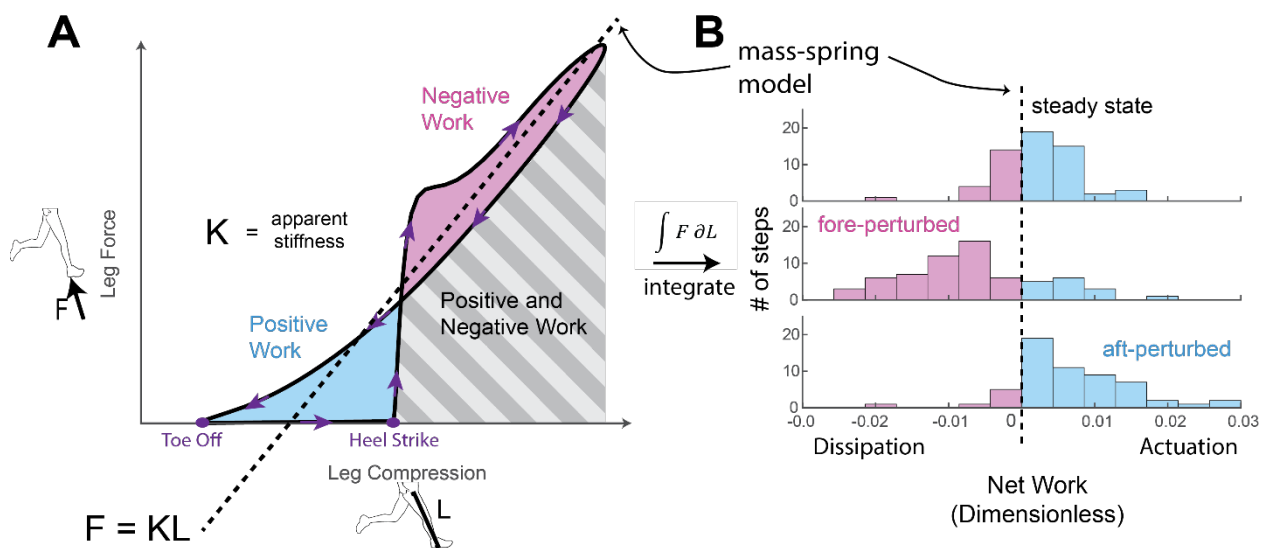 A
B
mass-spring
model
steady state
Negative
Work
20
10
0
K = apparent
stiffness
Leg Force
F
∫ F ∂L
integrate
# of steps
fore-perturbed
20
10
0
Positive and
Negative Work
Positive
Work
aft-perturbed
20
10
0
Toe Off
Heel Strike
-0.0 -0.02 -0.01 0 0.01 0.02 0.03
Dissipation
Actuation
Leg Compression
L
F = KL
Net Work
(Dimensionless)